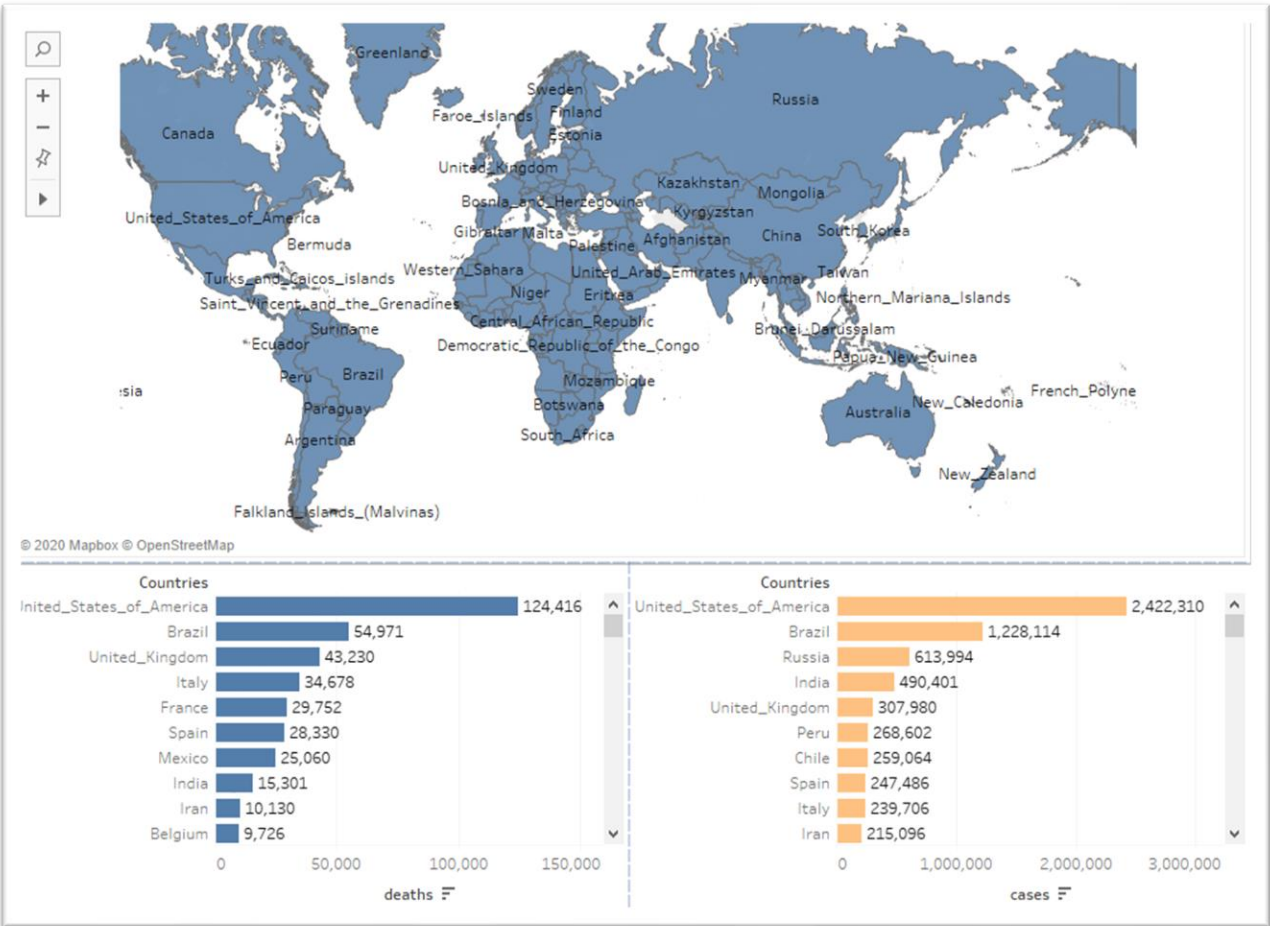 Greenland
Sweden
Russia
Faroe_Islands
Finland
Canada
Estonia
United_Kingdom
Kazakhstan
Mongolia
Bosnia_and_Herzegovina
Kyrgyzstan
United_States_of_America
Gibraltar
Malta
South_Korea
China
Afghanistan
Bermuda
Palestine
Western_Sahara
United_Arab_Emirates
Taiwan
Turks_and_Caicos_islands
Myanmar
Niger
Eritrea
Northern_Mariana_Islands
Saint_Vincent_and_the_Grenadines
Central_African_Republic
Suriname
Brunei_Darussalam
Ecuador
Democratic_Republic_of_the_Congo
Papua_New_Guinea
Peru
Brazil
Mozambique
esia
French_Polyne
New_Caledonia
Botswana
Paraguay
Australia
South_Africa
Argentina
New_Zealand
Falkland_Islands_(Malvinas)
© 2020 Mapbox © OpenStreetMap
Countries
United_States_of_America 124,416
Brazil 54,971
United_Kingdom 43,230
Italy 34,678
France 29,752
Spain 28,330
Mexico 25,060
India 15,301
Iran 10,130
Belgium 9,726
0 50,000 100,000 150,000
deaths
Countries
United_States_of_America 2,422,310
Brazil 1,228,114
Russia 613,994
India 490,401
United_Kingdom 307,980
Peru 268,602
Chile 259,064
Spain 247,486
Italy 239,706
Iran 215,096
0 1,000,000 2,000,000 3,000,000
cases